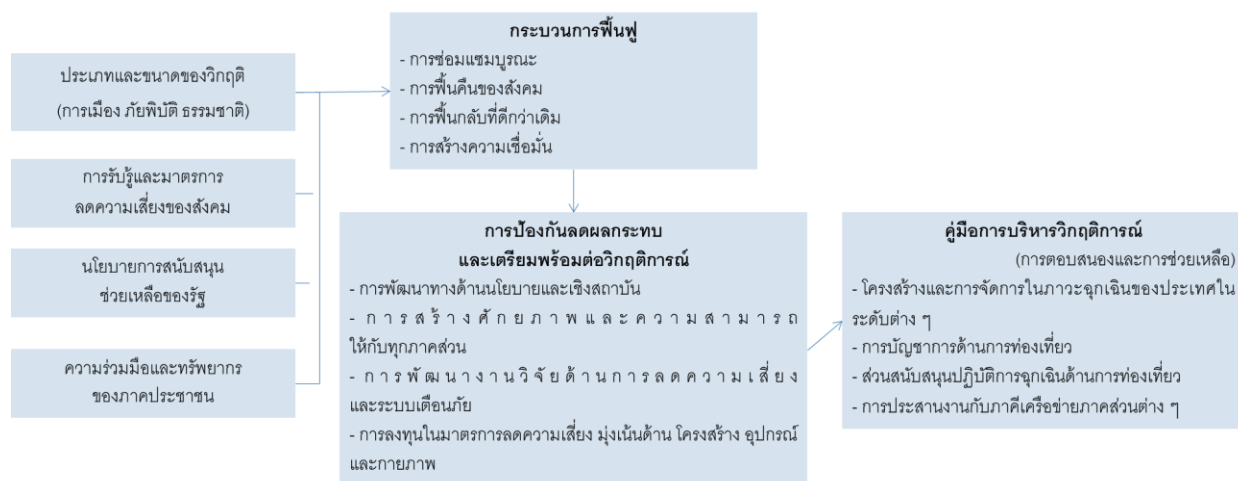 ประเภทและขนาดของวิกฤติ
(การเมือง ภัยพิบัติ ธรรมชาติ)
การรับรู้และมาตรการ
ลดความเสี่ยงของสังคม
นโยบายการสนับสนุน
ช่วยเหลือของรัฐ
ความร่วมมือและทรัพยากร
ของภาคประชาชน
กระบวนการฟื้นฟู
- การซ่อมแซมบูรณะ
- การฟื้นคืนของสังคม
- การฟื้นกลับที่ดีกว่าเดิม
- การสร้างความเชื่อมั่น
การป้องกันลดผลกระทบ
และเตรียมพร้อมต่อวิกฤติการณ์
- การพัฒนาทางด้านนโยบายและเชิงสถาบัน
- การสร้างศักยภาพและความสามารถ
ให้กับทุกภาคส่วน
- การพัฒนางานวิจัยด้านการลดความเสี่ยง
และระบบเตือนภัย
- การลงทุนในมาตรการลดความเสี่ยง มุ่งเน้นด้าน โครงสร้าง อุปกรณ์
และกายภาพ
คู่มือการบริหารวิกฤติการณ์
(การตอบสนองและการช่วยเหลือ)
- โครงสร้างและการจัดการในภาวะฉุกเฉินของประเทศใน
ระดับต่าง ๆ
- การบัญชาการด้านการท่องเที่ยว
- ส่วนสนับสนุนปฏิบัติการฉุกเฉินด้านการท่องเที่ยว
- การประสานงานกับภาคีเครือข่ายภาคส่วนต่าง ๆ